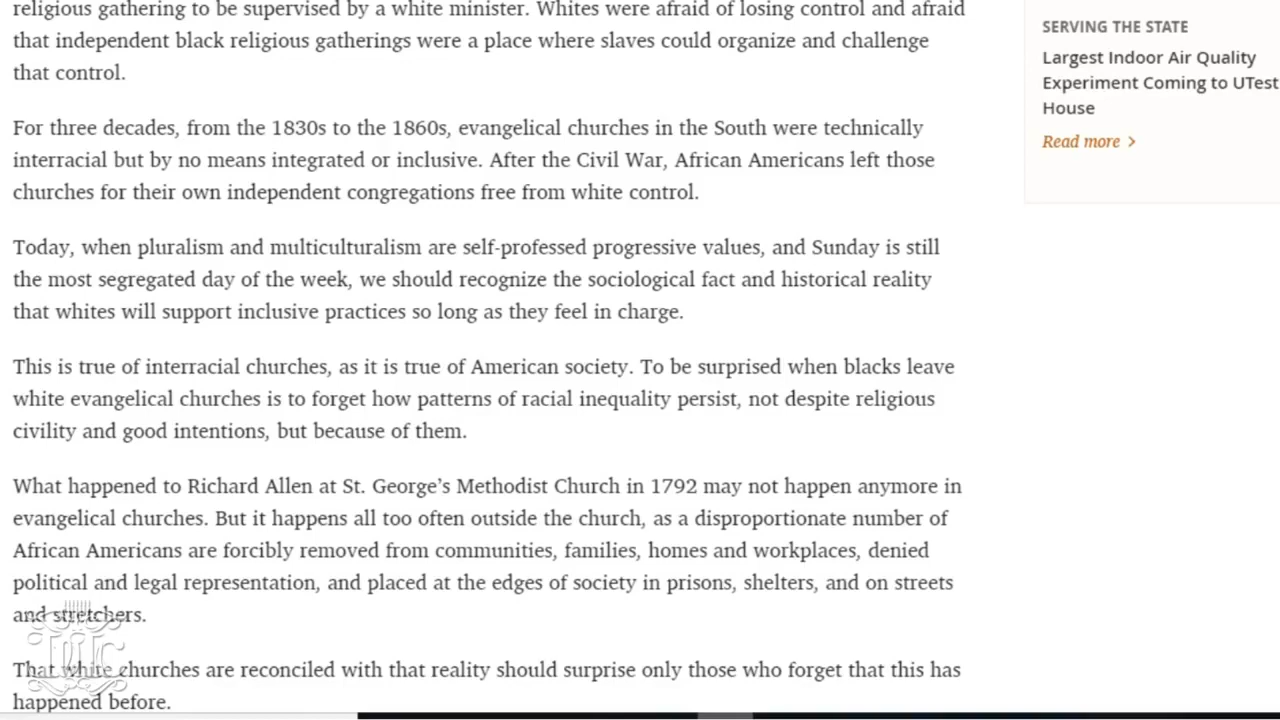 religious gathering to be supervised by a white minister. Whites were afraid of losing control and afraid
that independent black religious gatherings were a place where slaves could organize and challenge
that control.
For three decades, from the 1830s to the 1860s, evangelical churches in the South were technically
interracial but by no means integrated or inclusive. After the Civil War, African Americans left those
churches for their own independent congregations free from white control.
Today, when pluralism and multiculturalism are self-professed progressive values, and Sunday is still
the most segregated day of the week, we should recognize the sociological fact and historical reality
that whites will support inclusive practices so long as they feel in charge.
This is true of interracial churches, as it is true of American society. To be surprised when blacks leave
white evangelical churches is to forget how patterns of racial inequality persist, not despite religious
civility and good intentions, but because of them.
What happened to Richard Allen at St. George’s Methodist Church in 1792 may not happen anymore in
evangelical churches. But it happens all too often outside the church, as a disproportionate number of
African Americans are forcibly removed from communities, families, homes and workplaces, denied
political and legal representation, and placed at the edges of society in prisons, shelters, and on streets
and stretchers.
That white churches are reconciled with that reality should surprise only those who forget that this has
happened before.
SERVING THE STATE
Largest Indoor Air Quality
Experiment Coming to UTest
House
Read more >